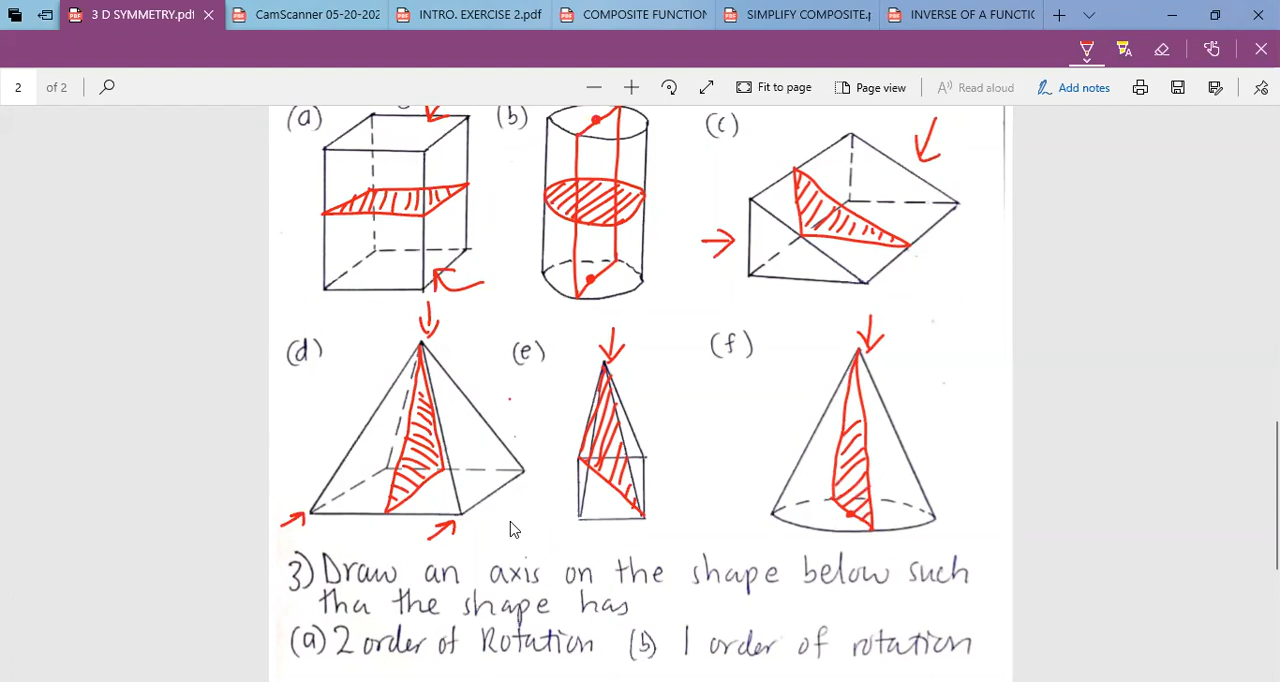 3 D SYMMETRY.pdf
CamScanner 05-20-202
INTRO. EXERCISE 2.pdf
COMPOSITE FUNCTION
SIMPLIFY COMPOSITE.p
INVERSE OF A FUNCTIO
2 of 2
Fit to page
Page view
Read aloud
Add notes
(a)
(b)
(c)
(d)
(e)
(f)
3) Draw an axis on the shape below such
tha the shape has
(a) 2 order of Rotation (b) 1 order of rotation